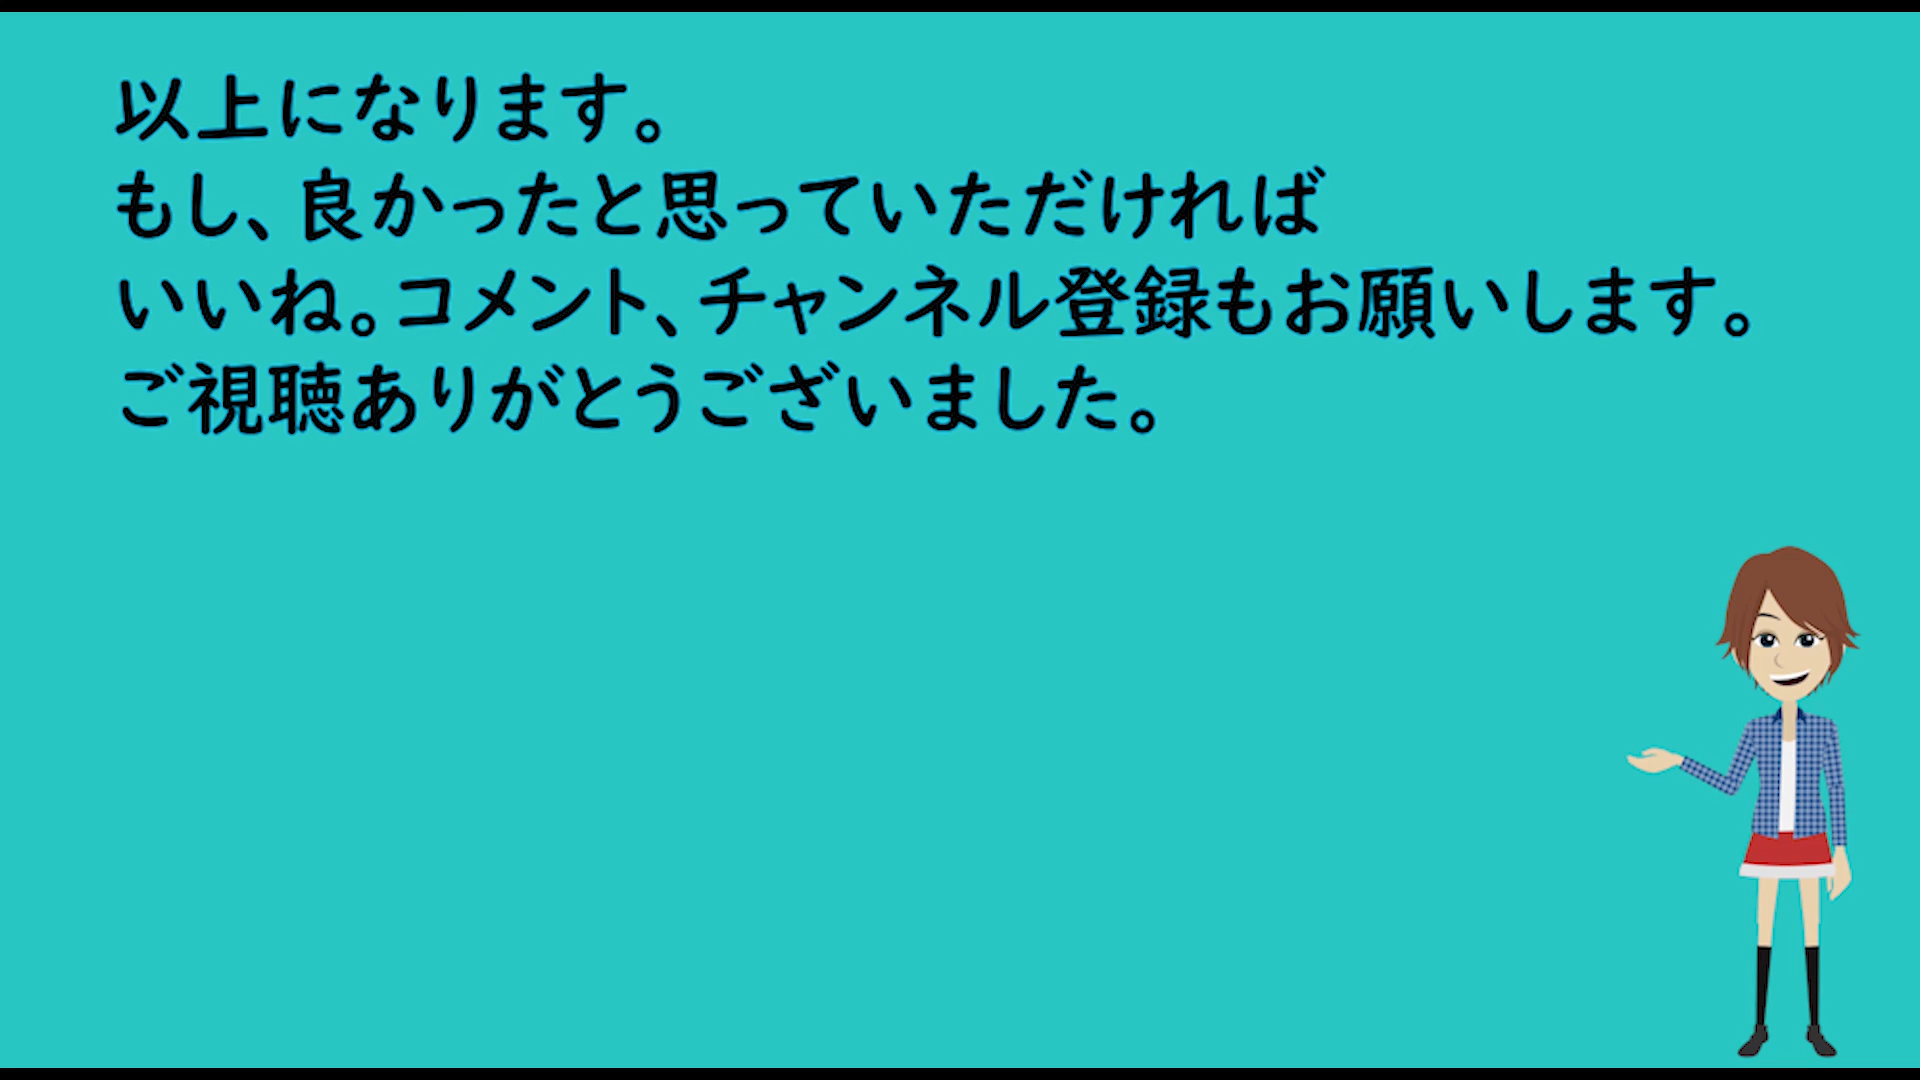 以上になります。
もし、良かったと思っていただければ
いいね。コメント、チャンネル登録もお願いします。
ご視聴ありがとうございました。